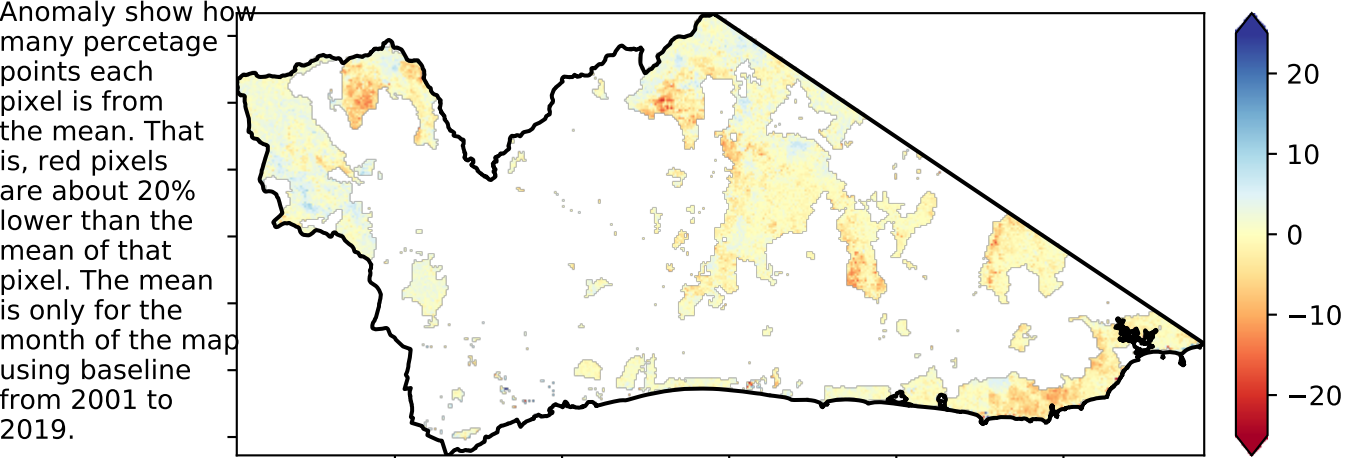 Anomaly show how
many percetage
points each
pixel is from
the mean. That
is, red pixels
are about 20%
lower than the
mean of that
pixel. The mean
is only for the
month of the map
using baseline
from 2001 to
2019.
20
10
0
−10
−20